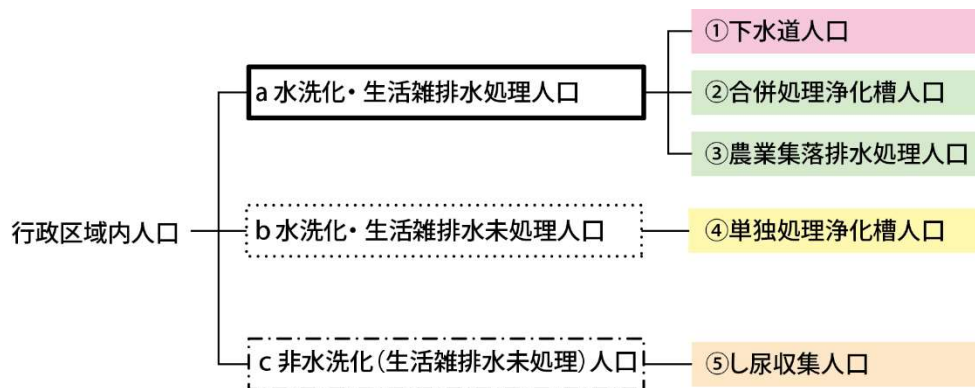 行政区域内人口
a 水洗化・生活雑排水処理人口
①下水道人口
②合併処理浄化槽人口
③農業集落排水処理人口
b 水洗化・生活雑排水未処理人口
④単独処理浄化槽人口
c 非水洗化(生活雑排水未処理)人口
⑤し尿収集人口